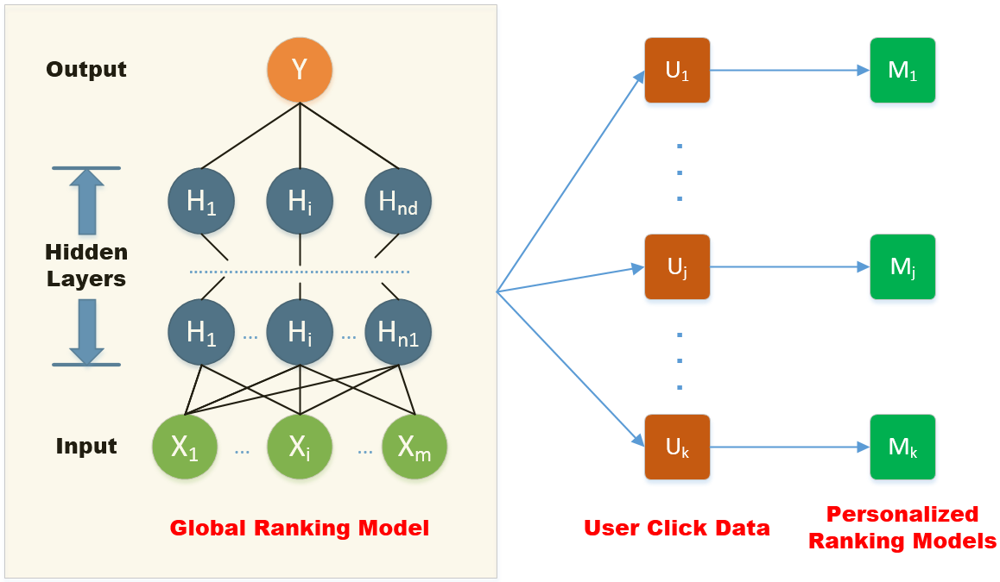 Output
Y
U1
M1
H1
Hi
Hnd
Hidden
Layers
Uj
Mj
H1
...
Hi
...
Hn1
Input
X1
...
Xi
...
Xm
Uk
Mk
Global Ranking Model
User Click Data
Personalized
Ranking Models